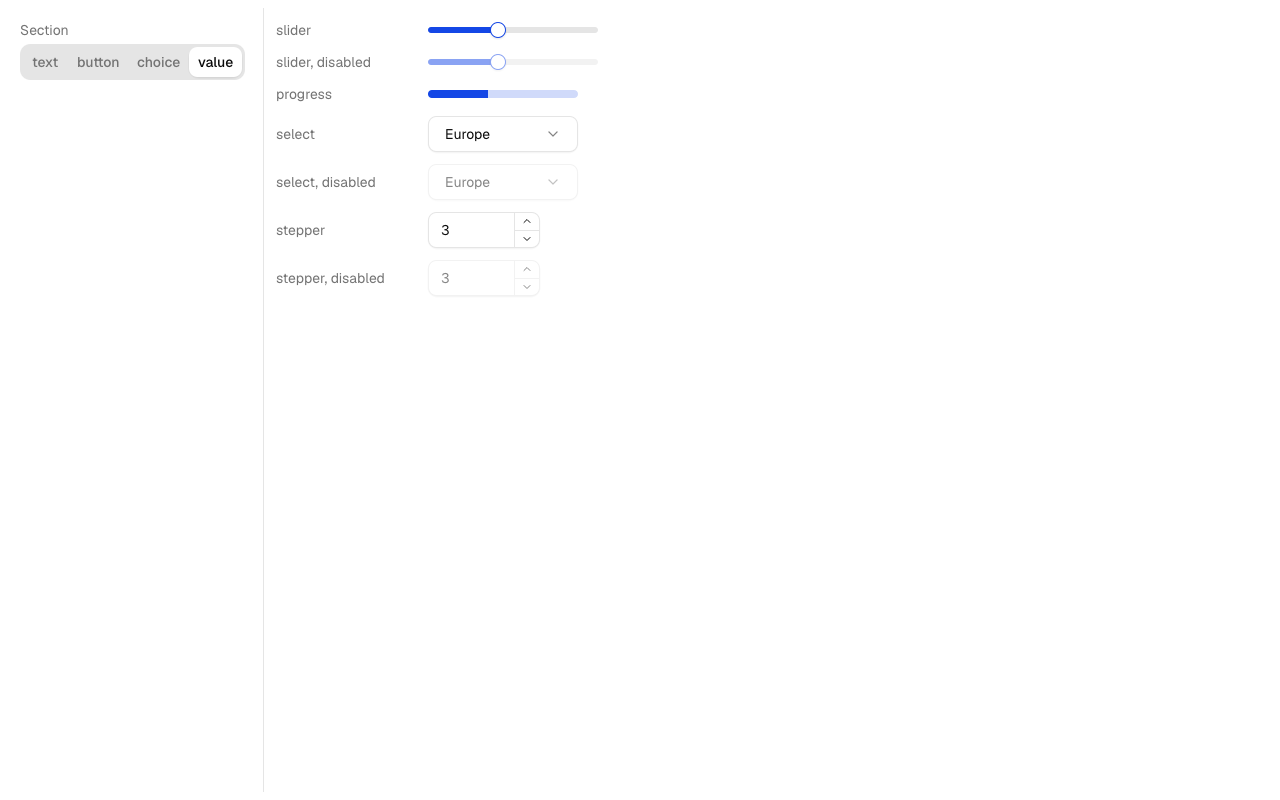 Section
text button choice value
slider
slider, disabled
progress
select Europe
select, disabled Europe
stepper 3
stepper, disabled 3